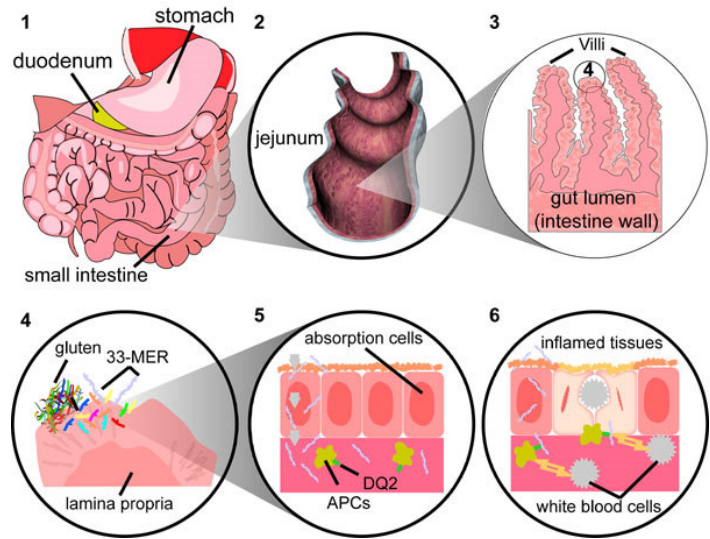 1
stomach
duodenum
small intestine
2
jejunum
3
Villi
4
gut lumen
(intestine wall)
4
gluten
33-MER
lamina propria
5
absorption cells
DQ2
APCs
6
inflamed tissues
white blood cells